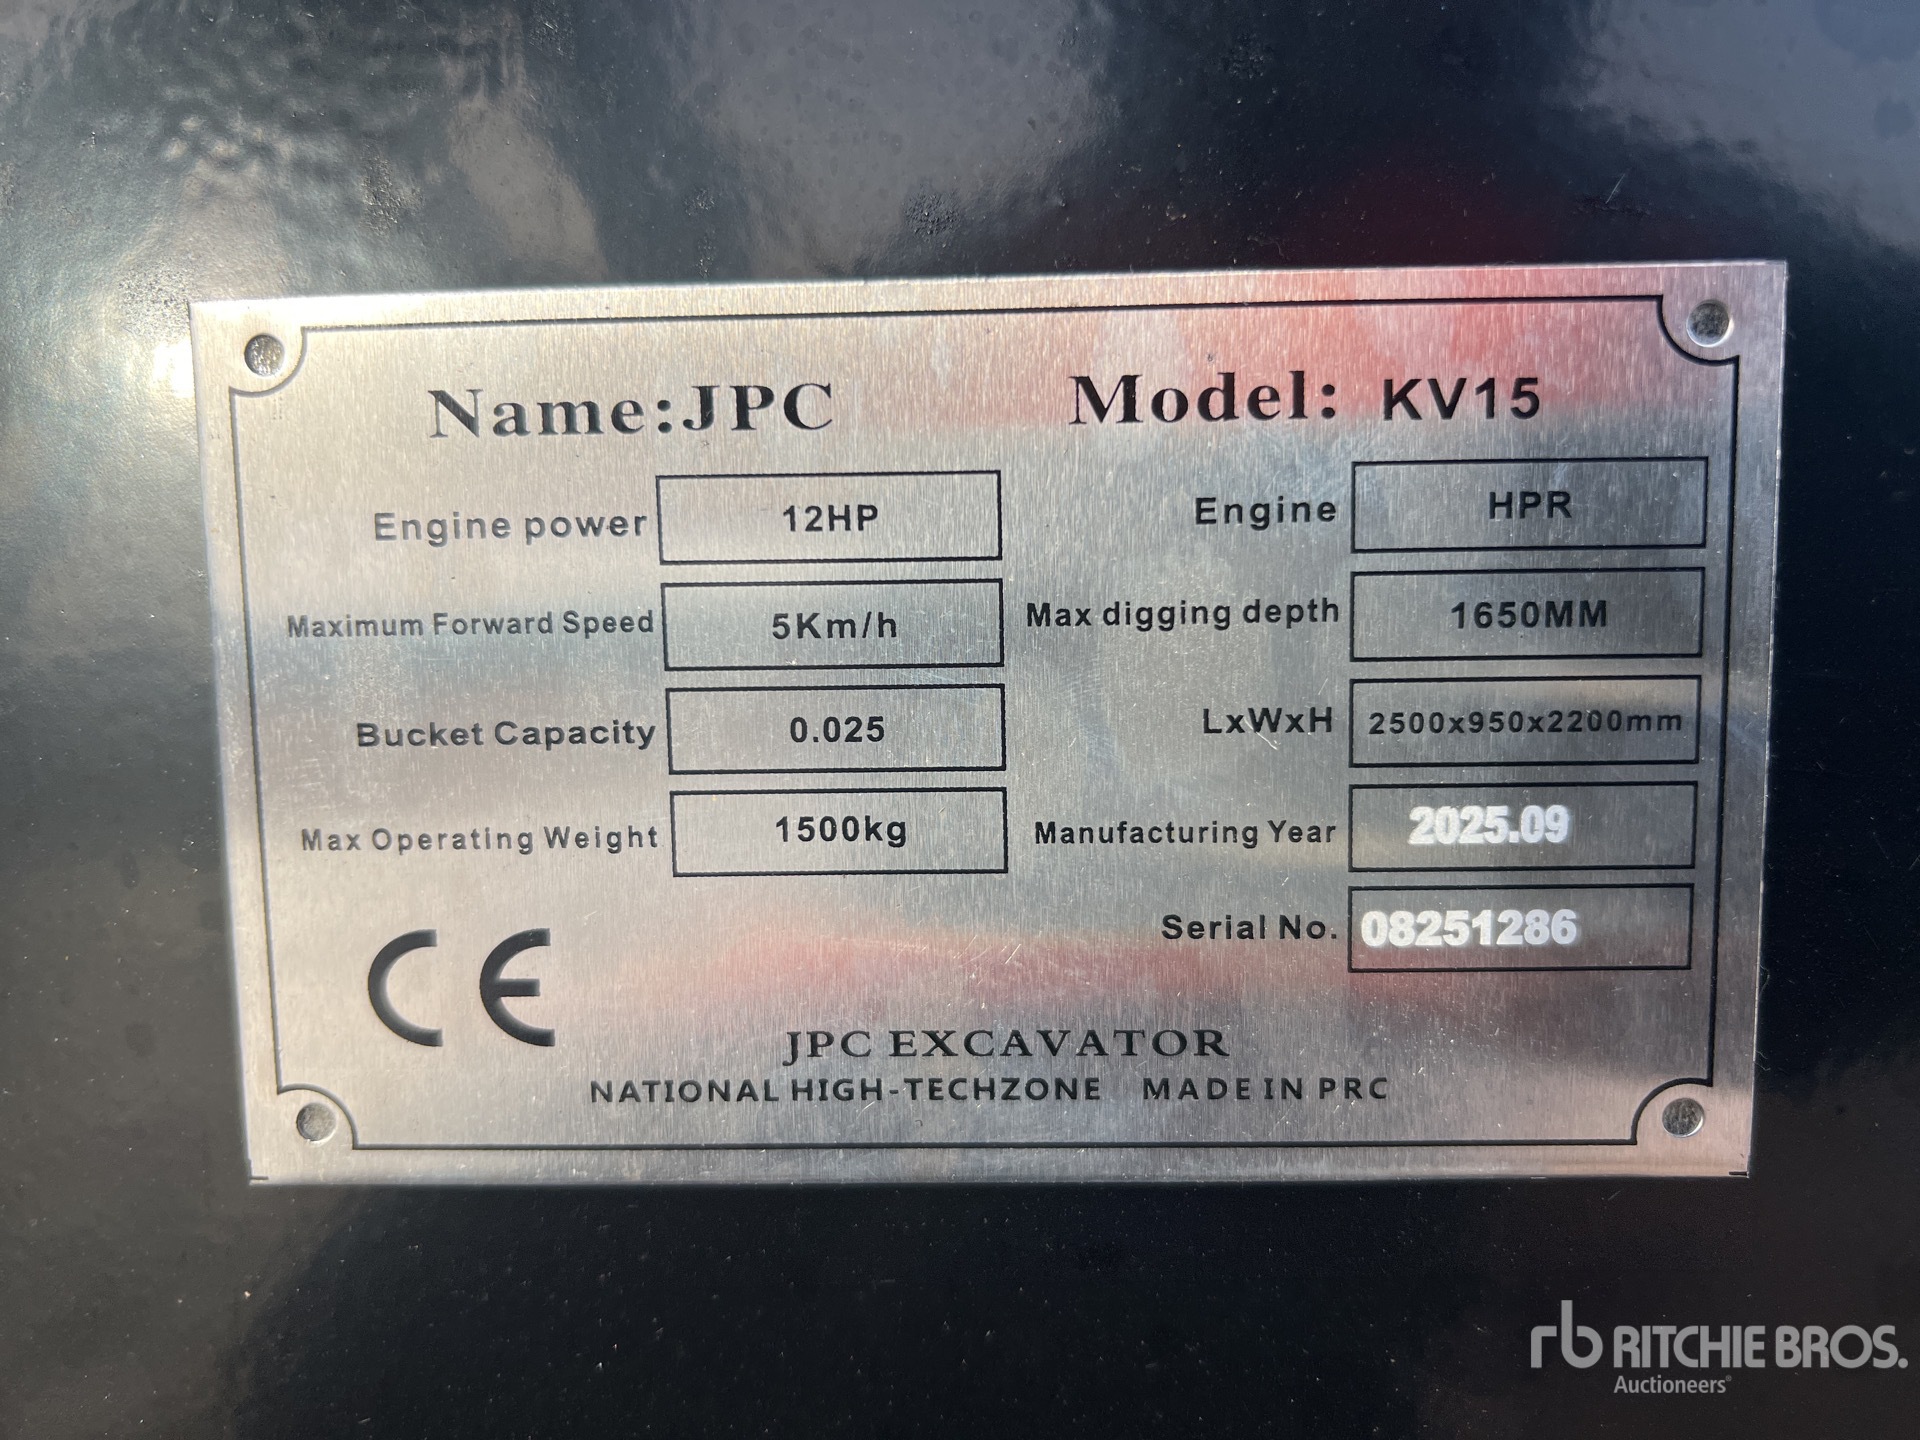 Name:JPC Model: KV15
Engine power 12HP Engine HPR
Maximum Forward Speed 5Km/h Max digging depth 1650MM
Bucket Capacity 0.025 LxWxH 2500x950x2200mm
Max Operating Weight 1500kg Manufacturing Year 2025.09
Serial No. 08251286
CE
JPC EXCAVATOR
NATIONAL HIGH-TECHZONE MADE IN PRC
rb RITCHIE BROS.
Auctioneers®